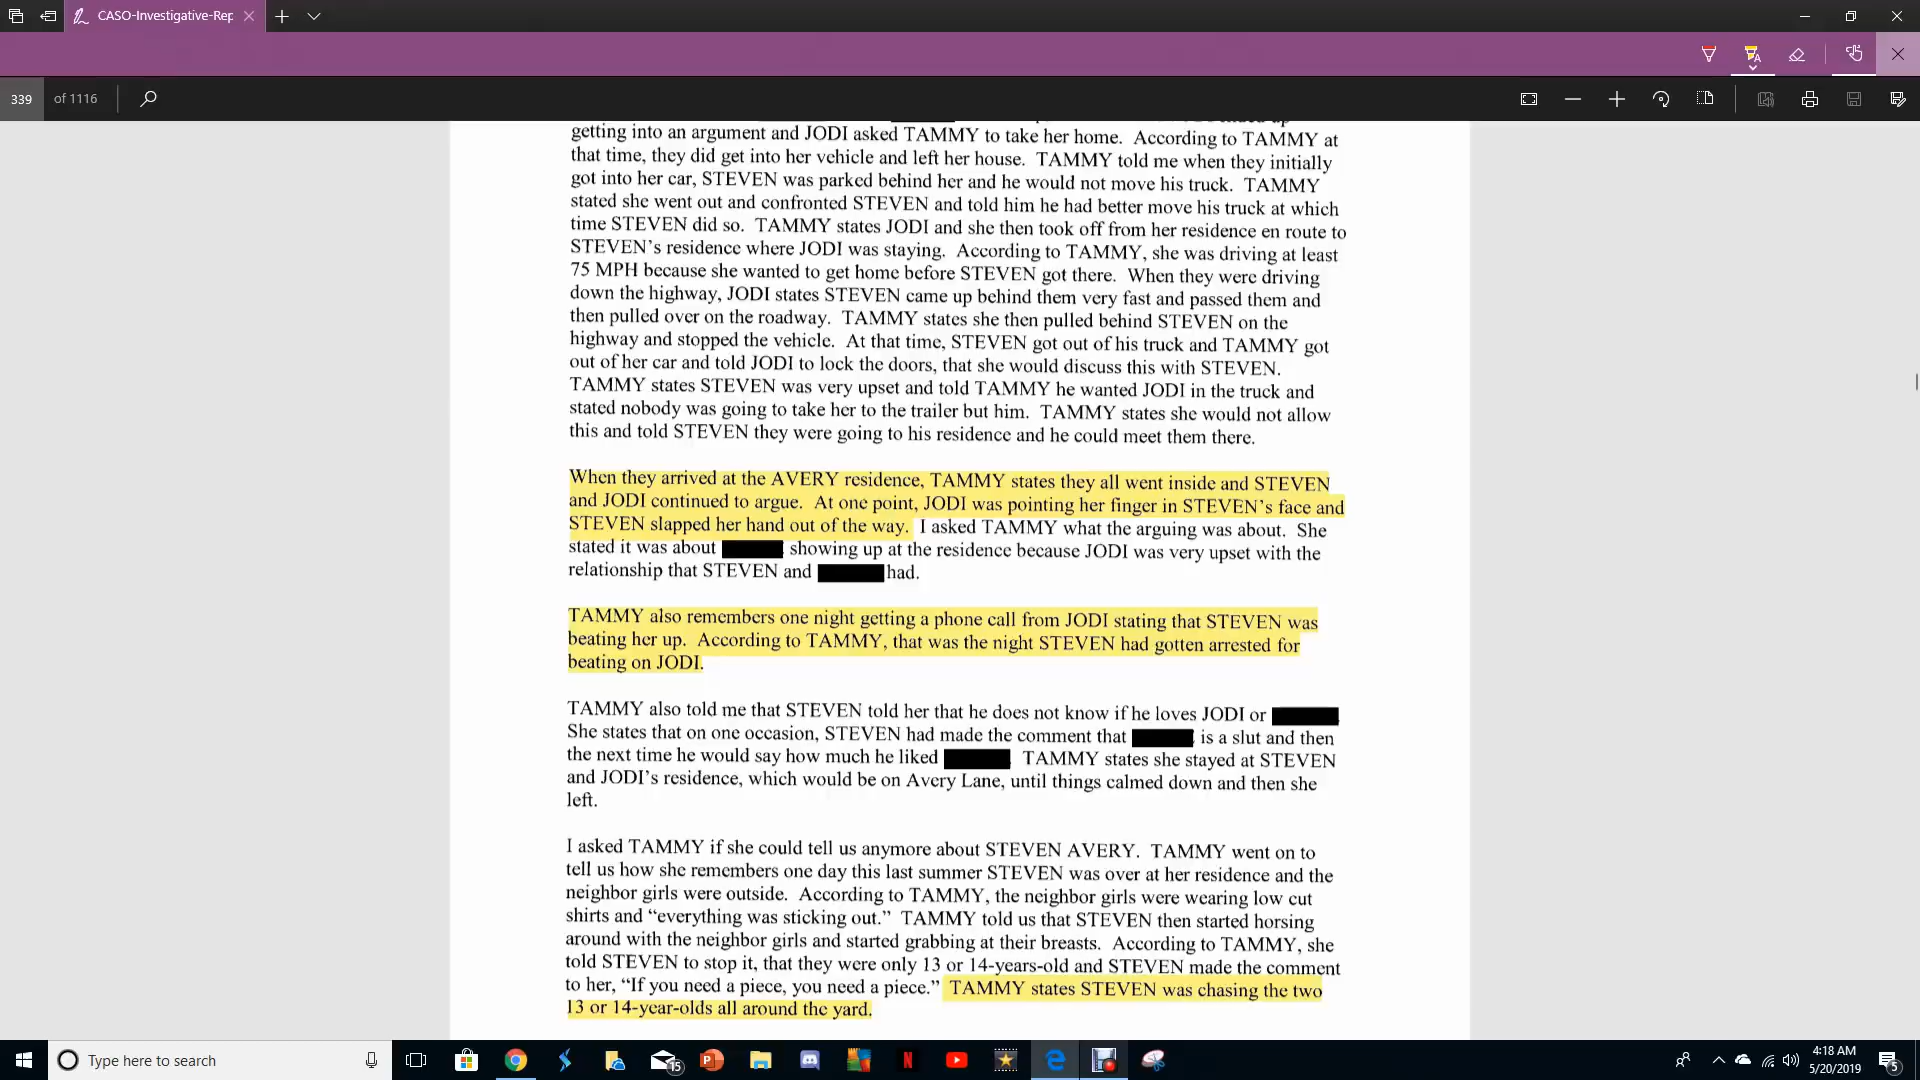 CASO-Investigative-Rep
339 of 1116
getting into an argument and JODI asked TAMMY to take her home. According to TAMMY at
that time, they did get into her vehicle and left her house. TAMMY told me when they initially
got into her car, STEVEN was parked behind her and he would not move his truck. TAMMY
stated she went out and confronted STEVEN and told him he had better move his truck at which
time STEVEN did so. TAMMY states JODI and she then took off from her residence en route to
STEVEN's residence where JODI was staying. According to TAMMY, she was driving at least
75 MPH because she wanted to get home before STEVEN got there. When they were driving
down the highway, JODI states STEVEN came up behind them very fast and passed them and
then pulled over on the roadway. TAMMY states she then pulled behind STEVEN on the
highway and stopped the vehicle. At that time, STEVEN got out of his truck and TAMMY got
out of her car and told JODI to lock the doors, that she would discuss this with STEVEN.
TAMMY states STEVEN was very upset and told TAMMY he wanted JODI in the truck and
stated nobody was going to take her to the trailer but him. TAMMY states she would not allow
this and told STEVEN they were going to his residence and he could meet them there.
When they arrived at the AVERY residence, TAMMY states they all went inside and STEVEN
and JODI continued to argue. At one point, JODI was pointing her finger in STEVEN's face and
STEVEN slapped her hand out of the way. I asked TAMMY what the arguing was about. She
stated it was about showing up at the residence because JODI was very upset with the
relationship that STEVEN and had.
TAMMY also remembers one night getting a phone call from JODI stating that STEVEN was
beating her up. According to TAMMY, that was the night STEVEN had gotten arrested for
beating on JODI.
TAMMY also told me that STEVEN told her that he does not know if he loves JODI or
She states that on one occasion, STEVEN had made the comment that is a slut and then
the next time he would say how much he liked TAMMY states she stayed at STEVEN
and JODI's residence, which would be on Avery Lane, until things calmed down and then she
left.
I asked TAMMY if she could tell us anymore about STEVEN AVERY. TAMMY went on to
tell us how she remembers one day this last summer STEVEN was over at her residence and the
neighbor girls were outside. According to TAMMY, the neighbor girls were wearing low cut
shirts and “everything was sticking out.” TAMMY told us that STEVEN then started horsing
around with the neighbor girls and started grabbing at their breasts. According to TAMMY, she
told STEVEN to stop it, that they were only 13 or 14-years-old and STEVEN made the comment
to her, “If you need a piece, you need a piece.” TAMMY states STEVEN was chasing the two
13 or 14-year-olds all around the yard.
Type here to search
15
4:18 AM
5/20/2019
5